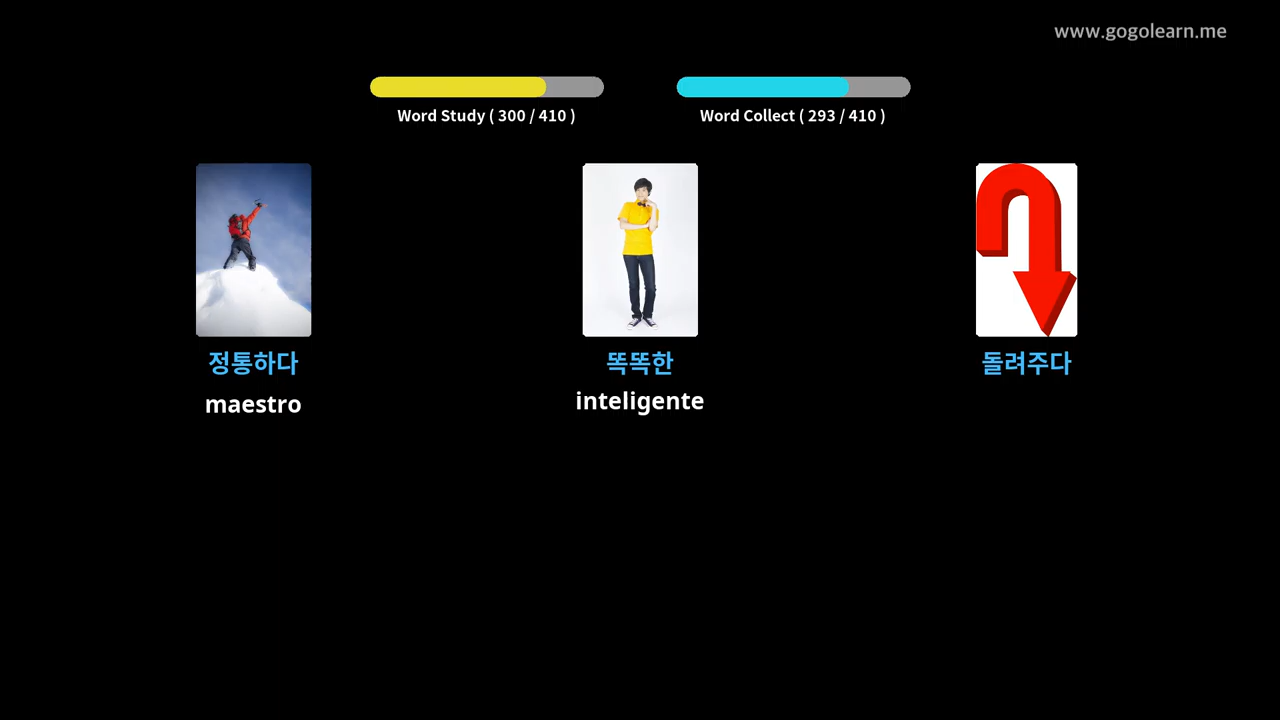 www.gogolearn.me
Word Study ( 300 / 410 )
Word Collect ( 293 / 410 )
정통하다
똑똑한
돌려주다
maestro
inteligente